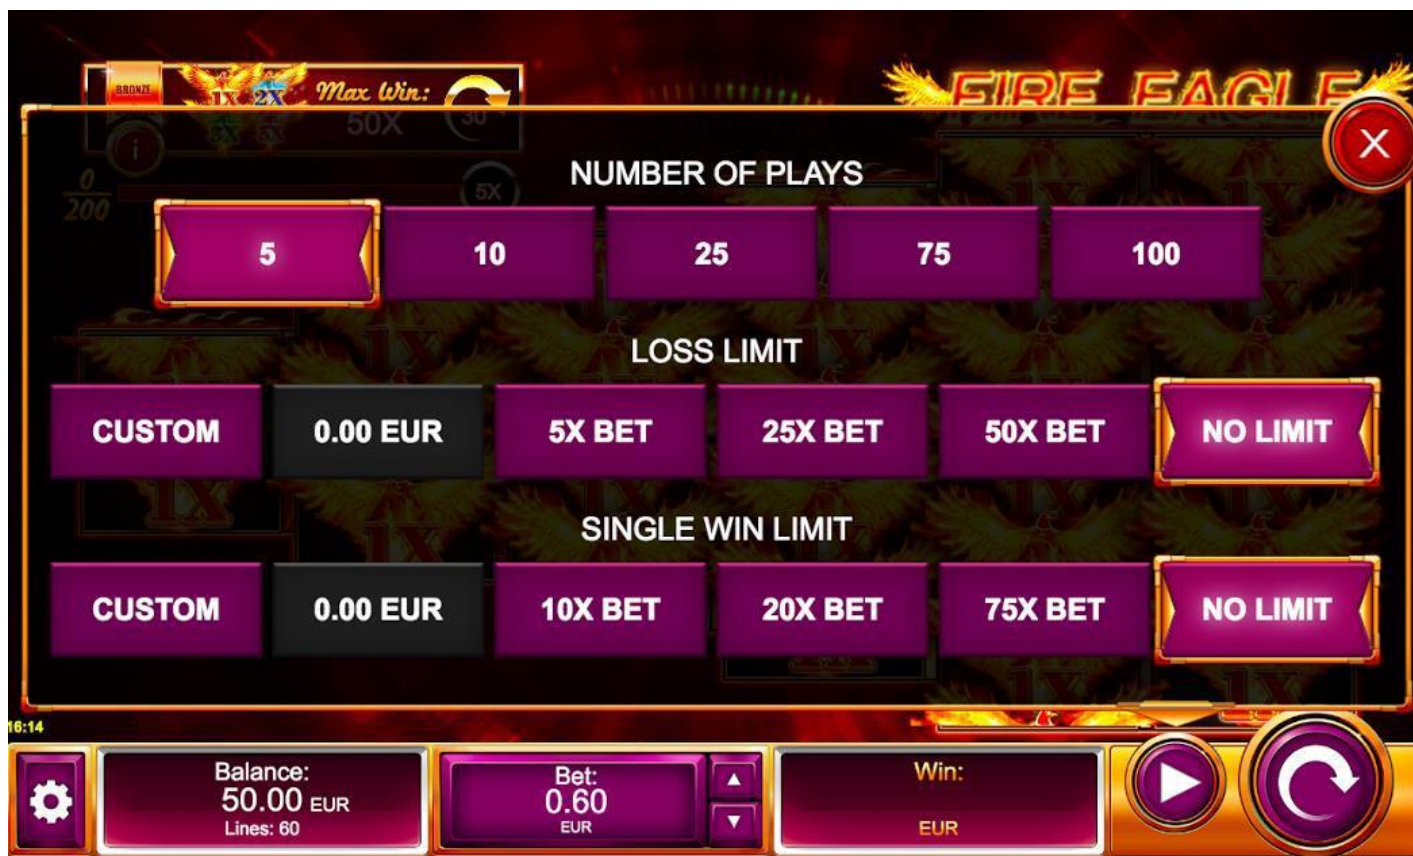 BRONZE
1X 2X Max Win:
50X
30
FIRE EAGLE
i
X
0
200
5X
NUMBER OF PLAYS
5 10 25 75 100
LOSS LIMIT
CUSTOM 0.00 EUR 5X BET 25X BET 50X BET NO LIMIT
SINGLE WIN LIMIT
CUSTOM 0.00 EUR 10X BET 20X BET 75X BET NO LIMIT
16:14
Balance:
50.00 EUR
Lines: 60
Bet:
0.60
EUR
Win:
EUR